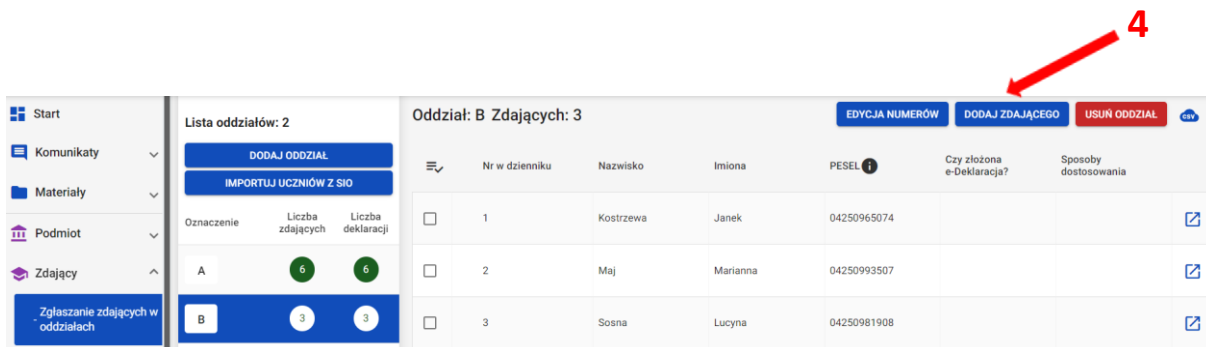 4
Start
Komunikaty
Materiały
Podmiot
Zdający
- Zgłaszanie zdających w
oddziałach
Lista oddziałów: 2
DODAJ ODDZIAŁ
IMPORTUJ UCZNIÓW Z SIO
Oznaczenie Liczba zdających Liczba deklaracji
A 6 6
B 3 3
Oddział: B Zdających: 3
EDYCJA NUMERÓW DODAJ ZDAJĄCEGO USUŃ ODDZIAŁ CSV
Nr w dzienniku Nazwisko Imiona PESEL i Czy złożona e-Deklaracja? Sposoby dostosowania
1 Kostrzewa Janek 04250965074
2 Maj Marianna 04250993507
3 Sosna Lucyna 04250981908